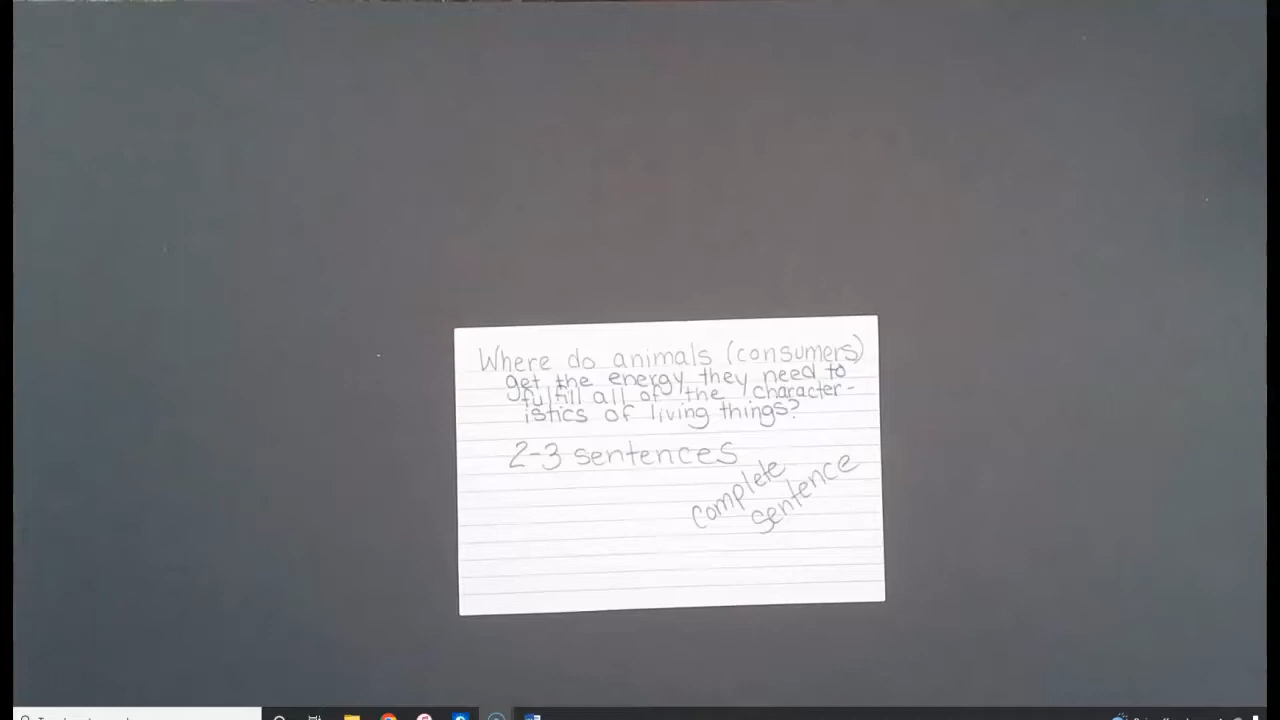 Where do animals (consumers)
get the energy they need to
fulfill all of the character-
istics of living things?
2-3 sentences
complete
sentence